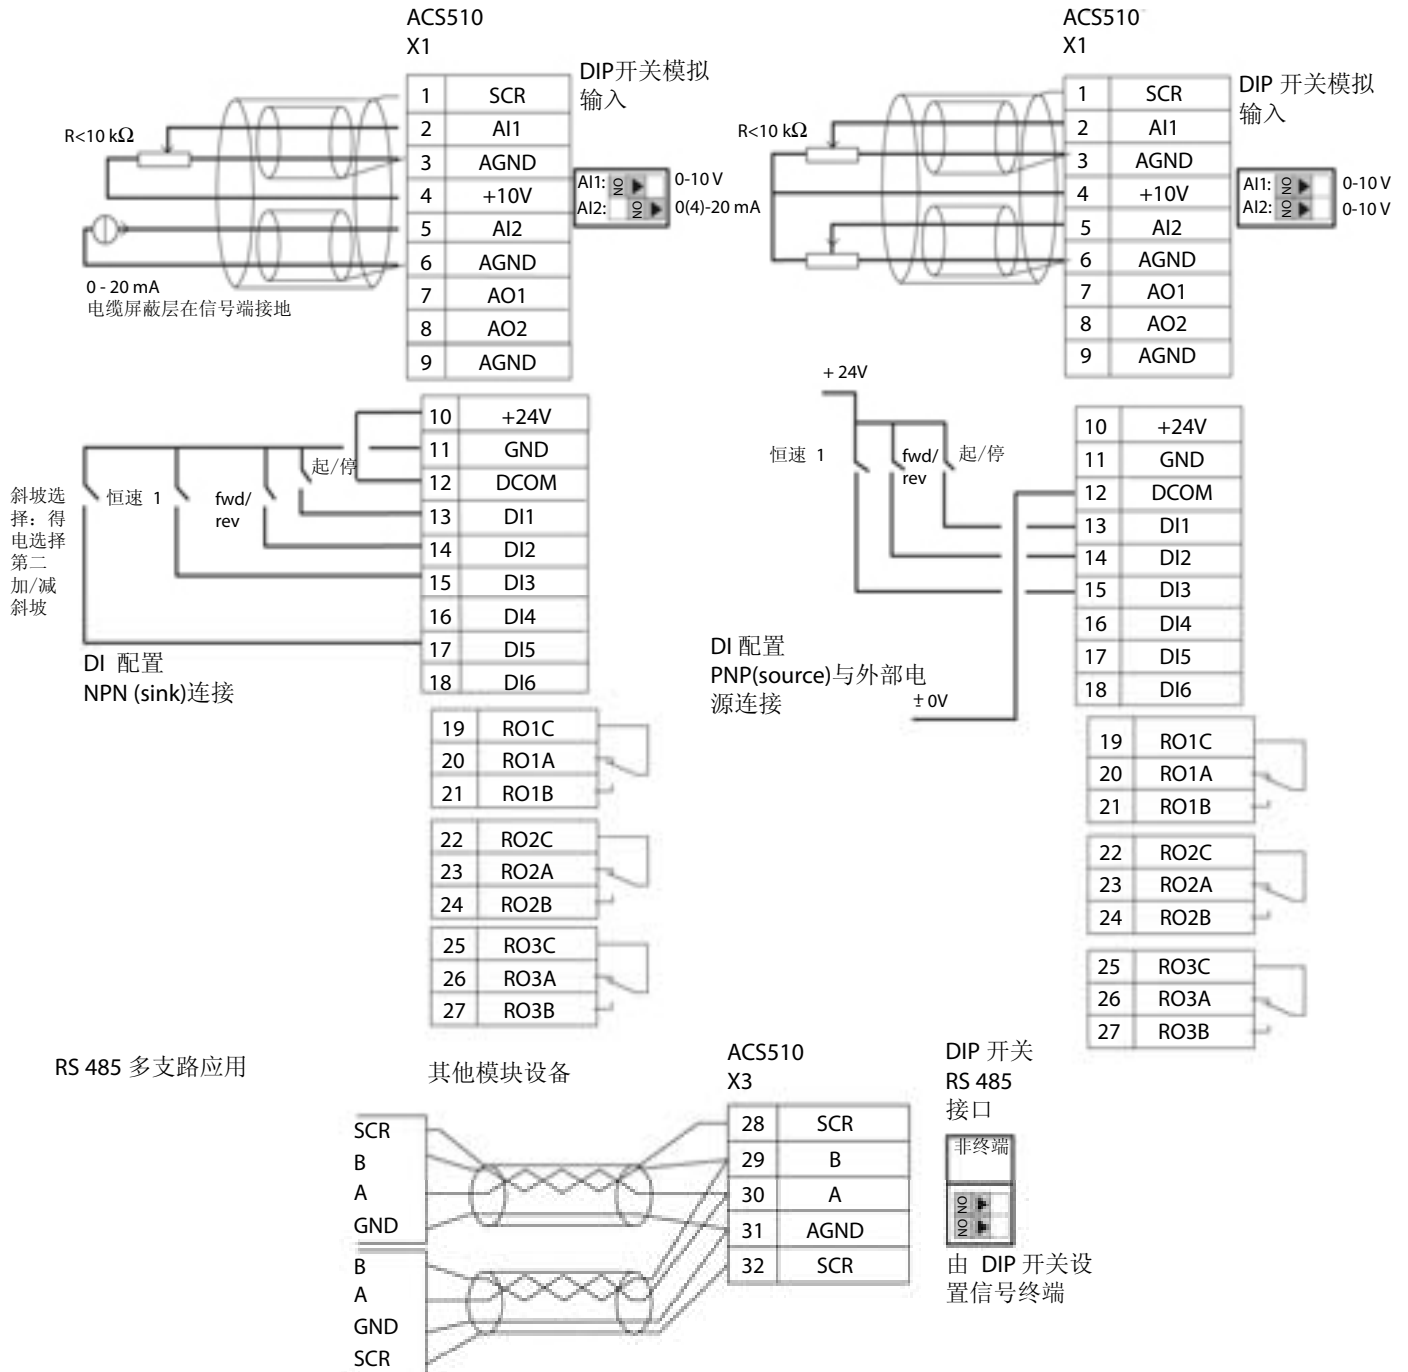 ACS510
X1
DIP开关模拟
输入
1 SCR
2 AI1
3 AGND
4 +10V
5 AI2
6 AGND
7 AO1
8 AO2
9 AGND
R<10 kΩ
AI1: ON 0-10 V
AI2: ON 0(4)-20 mA
0 - 20 mA
电缆屏蔽层在信号端接地
10 +24V
11 GND
12 DCOM
13 DI1
14 DI2
15 DI3
16 DI4
17 DI5
18 DI6
起/停
fwd/
rev
恒速 1
斜坡选
择：得
电选择
第二
加/减
斜坡
DI 配置
NPN (sink)连接
19 RO1C
20 RO1A
21 RO1B
22 RO2C
23 RO2A
24 RO2B
25 RO3C
26 RO3A
27 RO3B
ACS510
X1
DIP 开关模拟
输入
1 SCR
2 AI1
3 AGND
4 +10V
5 AI2
6 AGND
7 AO1
8 AO2
9 AGND
R<10 kΩ
AI1: ON 0-10 V
AI2: ON 0-10 V
+ 24V
恒速 1
fwd/
rev
起/停
10 +24V
11 GND
12 DCOM
13 DI1
14 DI2
15 DI3
16 DI4
17 DI5
18 DI6
DI 配置
PNP(source)与外部电
源连接
± 0V
19 RO1C
20 RO1A
21 RO1B
22 RO2C
23 RO2A
24 RO2B
25 RO3C
26 RO3A
27 RO3B
RS 485 多支路应用
其他模块设备
SCR
B
A
GND
B
A
GND
SCR
ACS510
X3
28 SCR
29 B
30 A
31 AGND
32 SCR
DIP 开关
RS 485
接口
非终端
ON
ON
由 DIP 开关设
置信号终端